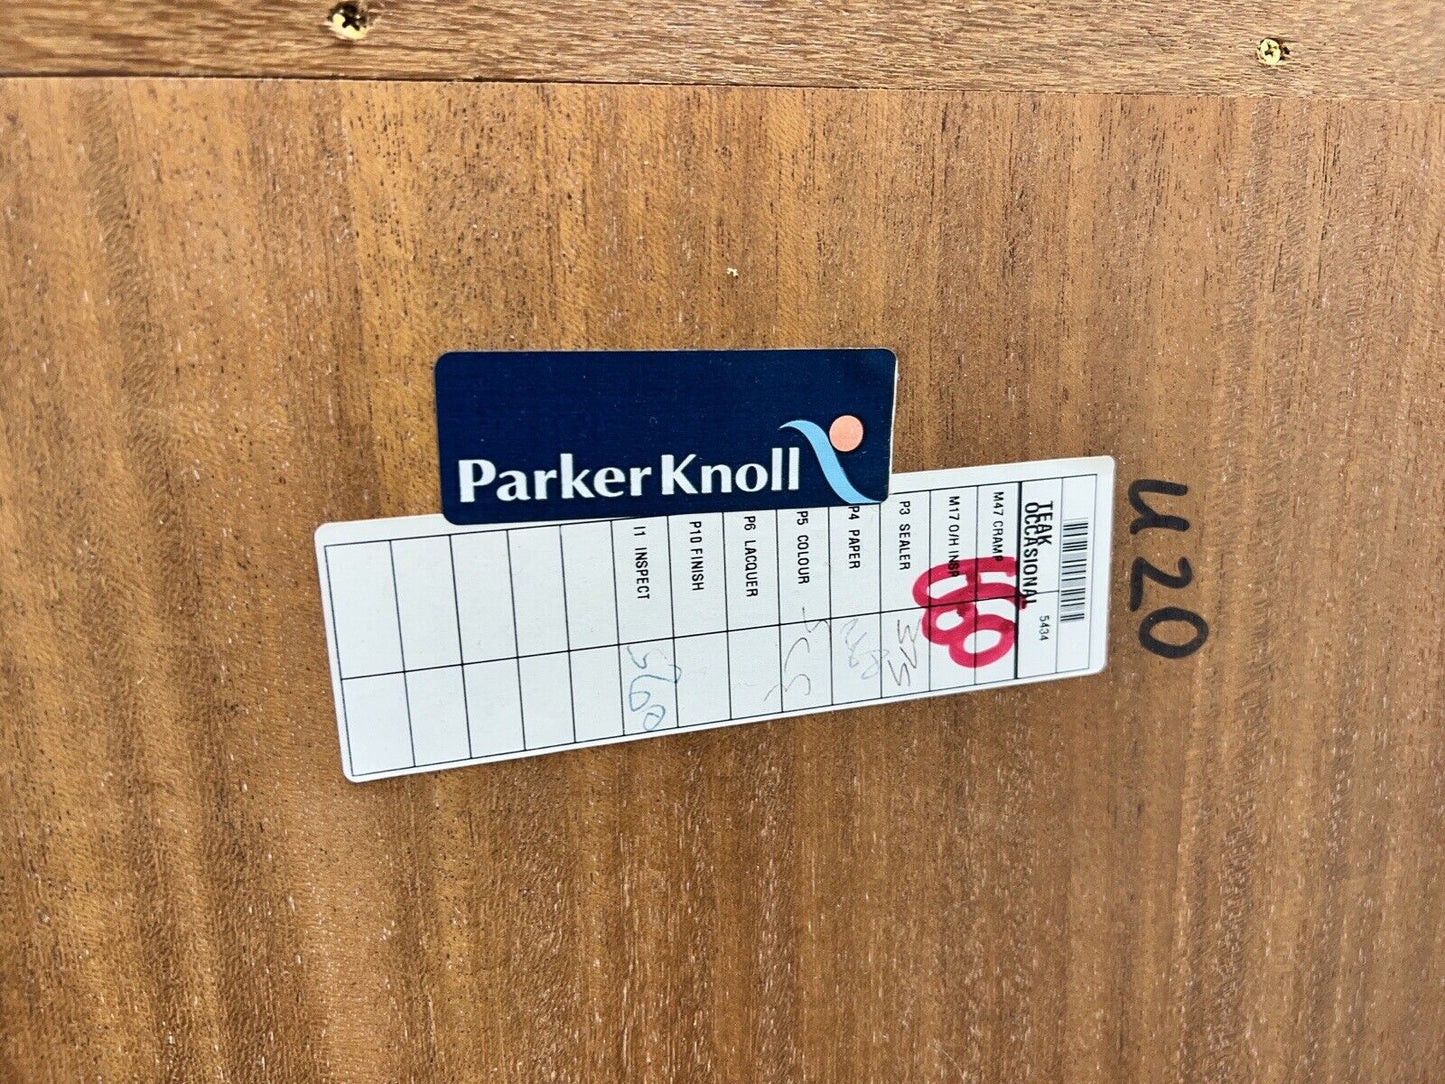 Parker Knoll
TEAK
OCCASIONAL
5434
M47 CRAMP
M17 O/H INSP
P3 SEALER
P4 PAPER
P5 COLOUR
P6 LACQUER
P10 FINISH
I1 INSPECT
U20